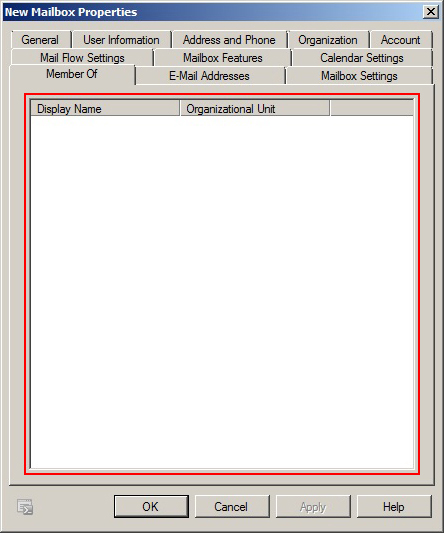 New Mailbox Properties
General User Information Address and Phone Organization Account
Mail Flow Settings Mailbox Features Calendar Settings
Member Of E-Mail Addresses Mailbox Settings
Display Name Organizational Unit
OK Cancel Apply Help